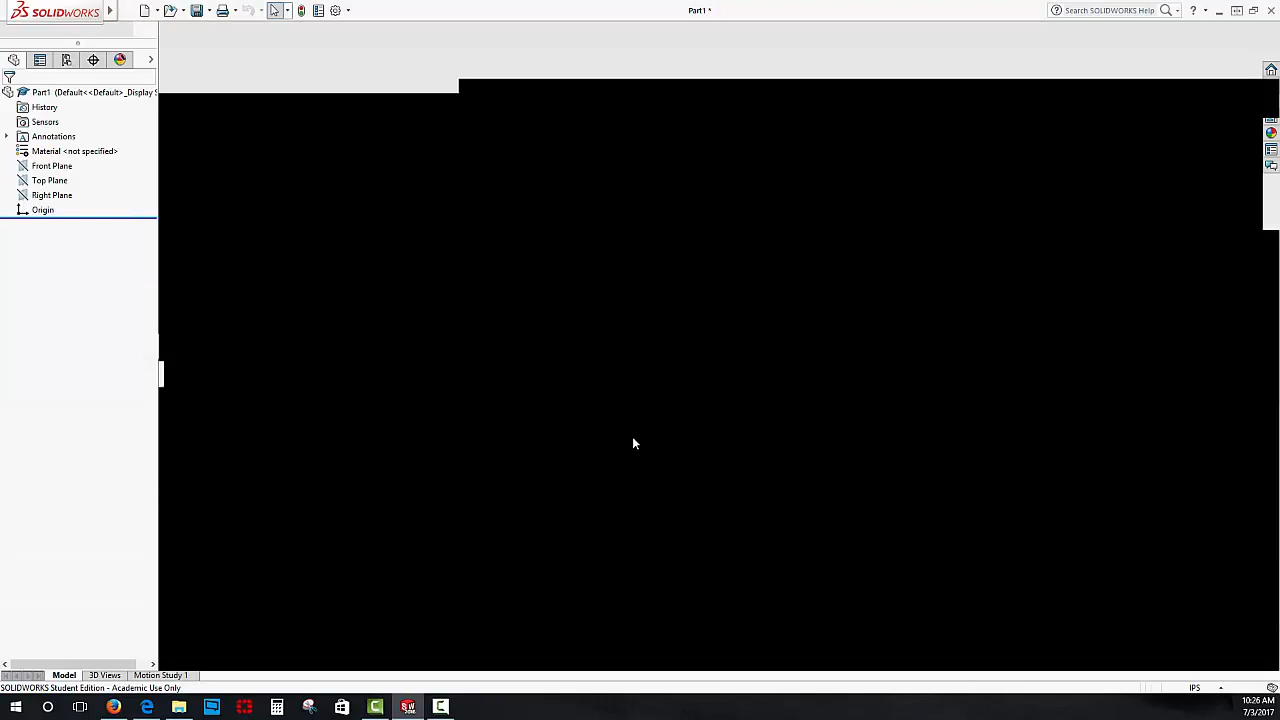 SOLIDWORKS
Part1 *
Search SOLIDWORKS Help
Part1 (Default<<Default>_Display S
History
Sensors
Annotations
Material <not specified>
Front Plane
Top Plane
Right Plane
Origin
Model
3D Views
Motion Study 1
SOLIDWORKS Student Edition - Academic Use Only
IPS
10:26 AM
7/3/2017